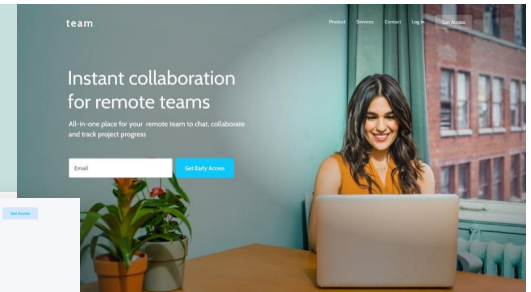 team
Product Services Contact Log in Get Access
Instant collaboration
for remote teams
All-in-one place for your remote team to chat, collaborate
and track project progress
Email Get Early Access
Get Access